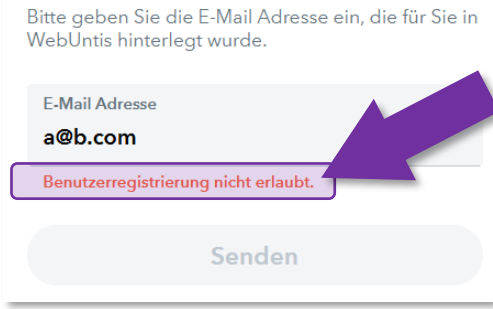 Bitte geben Sie die E-Mail Adresse ein, die für Sie in
WebUntis hinterlegt wurde.
E-Mail Adresse
a@b.com
Benutzerregistrierung nicht erlaubt.
Senden